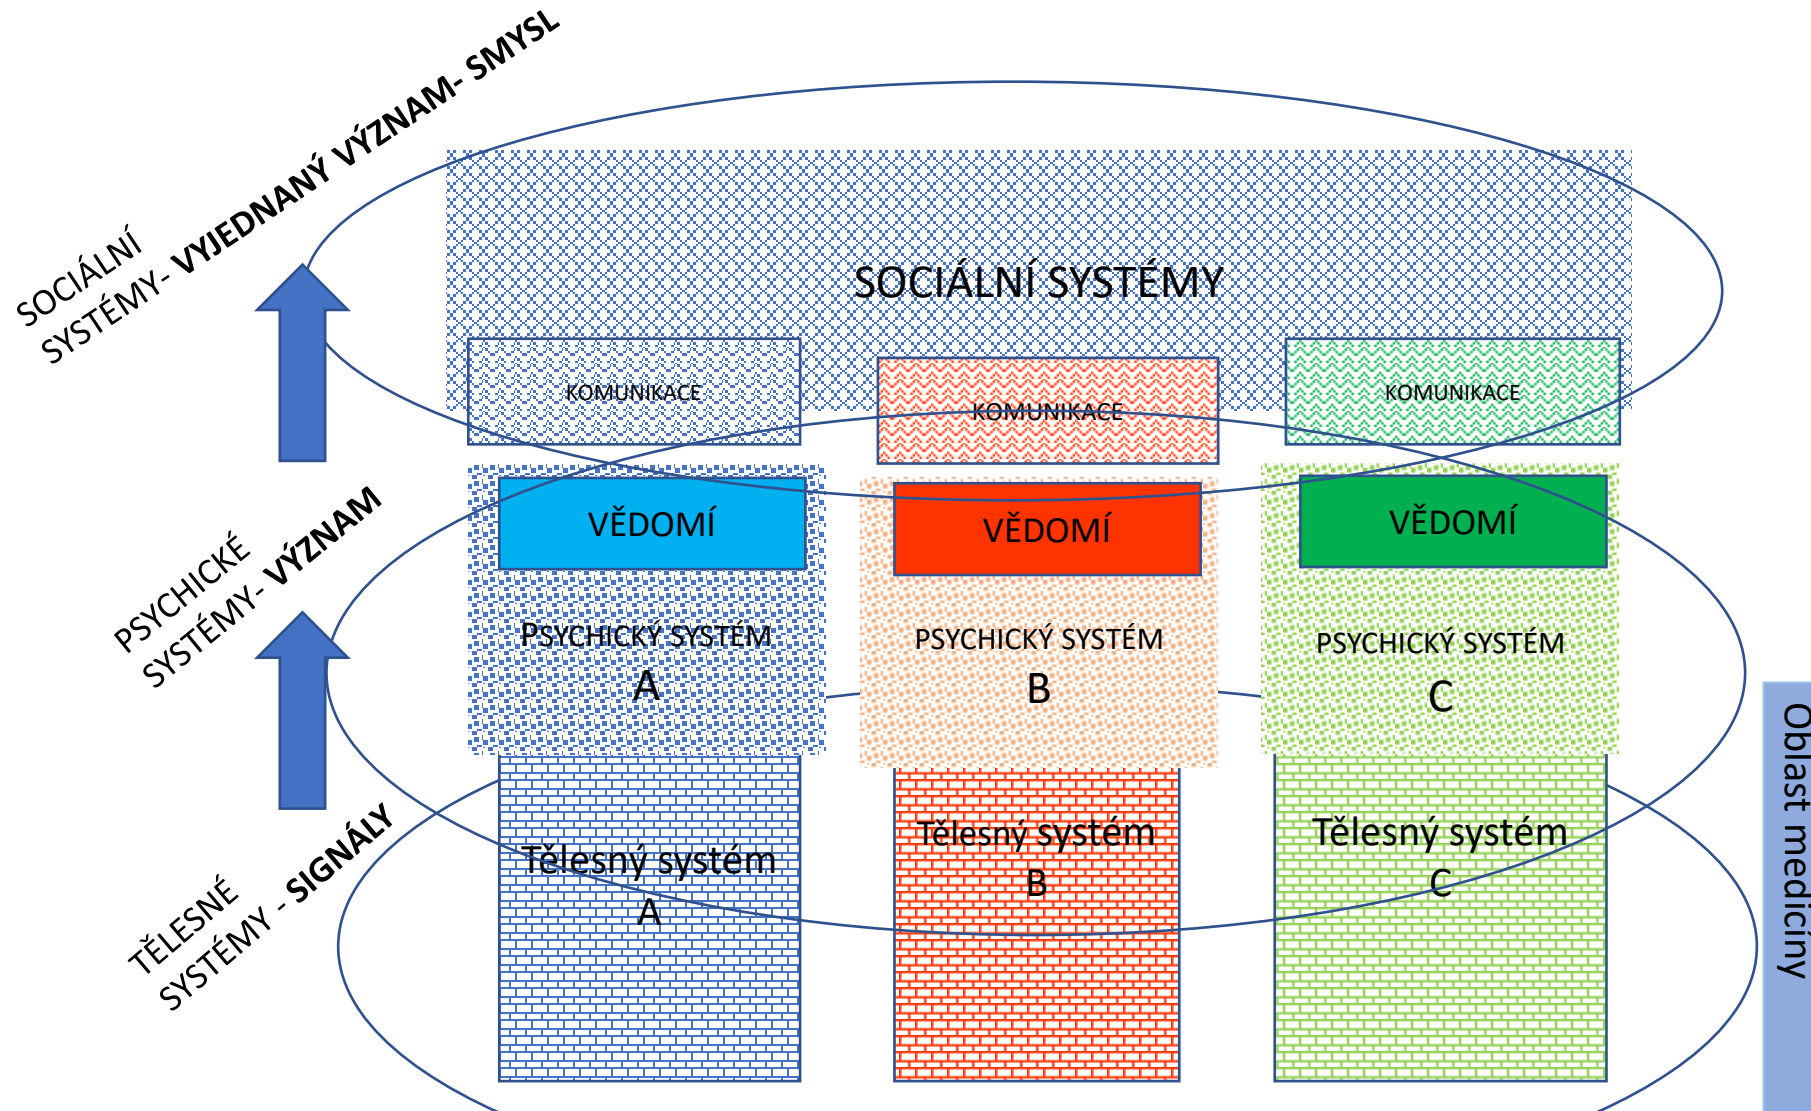 SOCIÁLNÍ
SYSTÉMY- VYJEDNANÝ VÝZNAM- SMYSL
SOCIÁLNÍ SYSTÉMY
KOMUNIKACE
KOMUNIKACE
KOMUNIKACE
PSYCHICKÉ
SYSTÉMY- VÝZNAM
VĚDOMÍ
VĚDOMÍ
VĚDOMÍ
PSYCHICKÝ SYSTÉM
A
PSYCHICKÝ SYSTÉM
B
PSYCHICKÝ SYSTÉM
C
TĚLESNÉ
SYSTÉMY - SIGNÁLY
Tělesný systém
A
Tělesný systém
B
Tělesný systém
C
Oblast medicíny